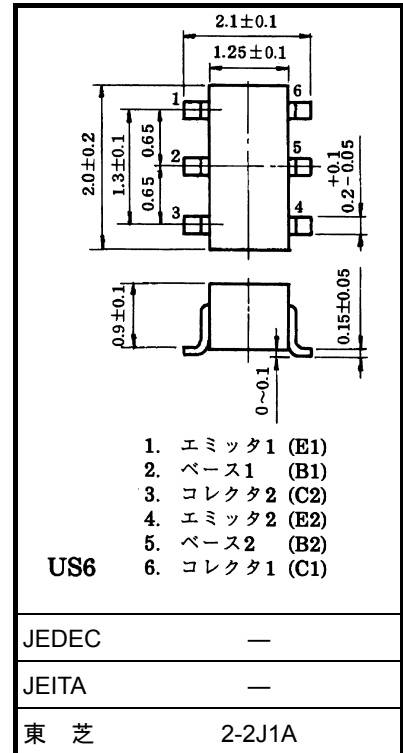 2.1±0.1
1.25±0.1
1
6
2
5
3
4
2.0±0.2
1.3±0.1
0.65
0.65
+0.1
0.2-0.05
0.9±0.1
0.15±0.05
0~0.1
1. エミッタ1 (E1)
2. ベース1 (B1)
3. コレクタ2 (C2)
4. エミッタ2 (E2)
5. ベース2 (B2)
US6 6. コレクタ1 (C1)
JEDEC —
JEITA —
東 芝 2-2J1A